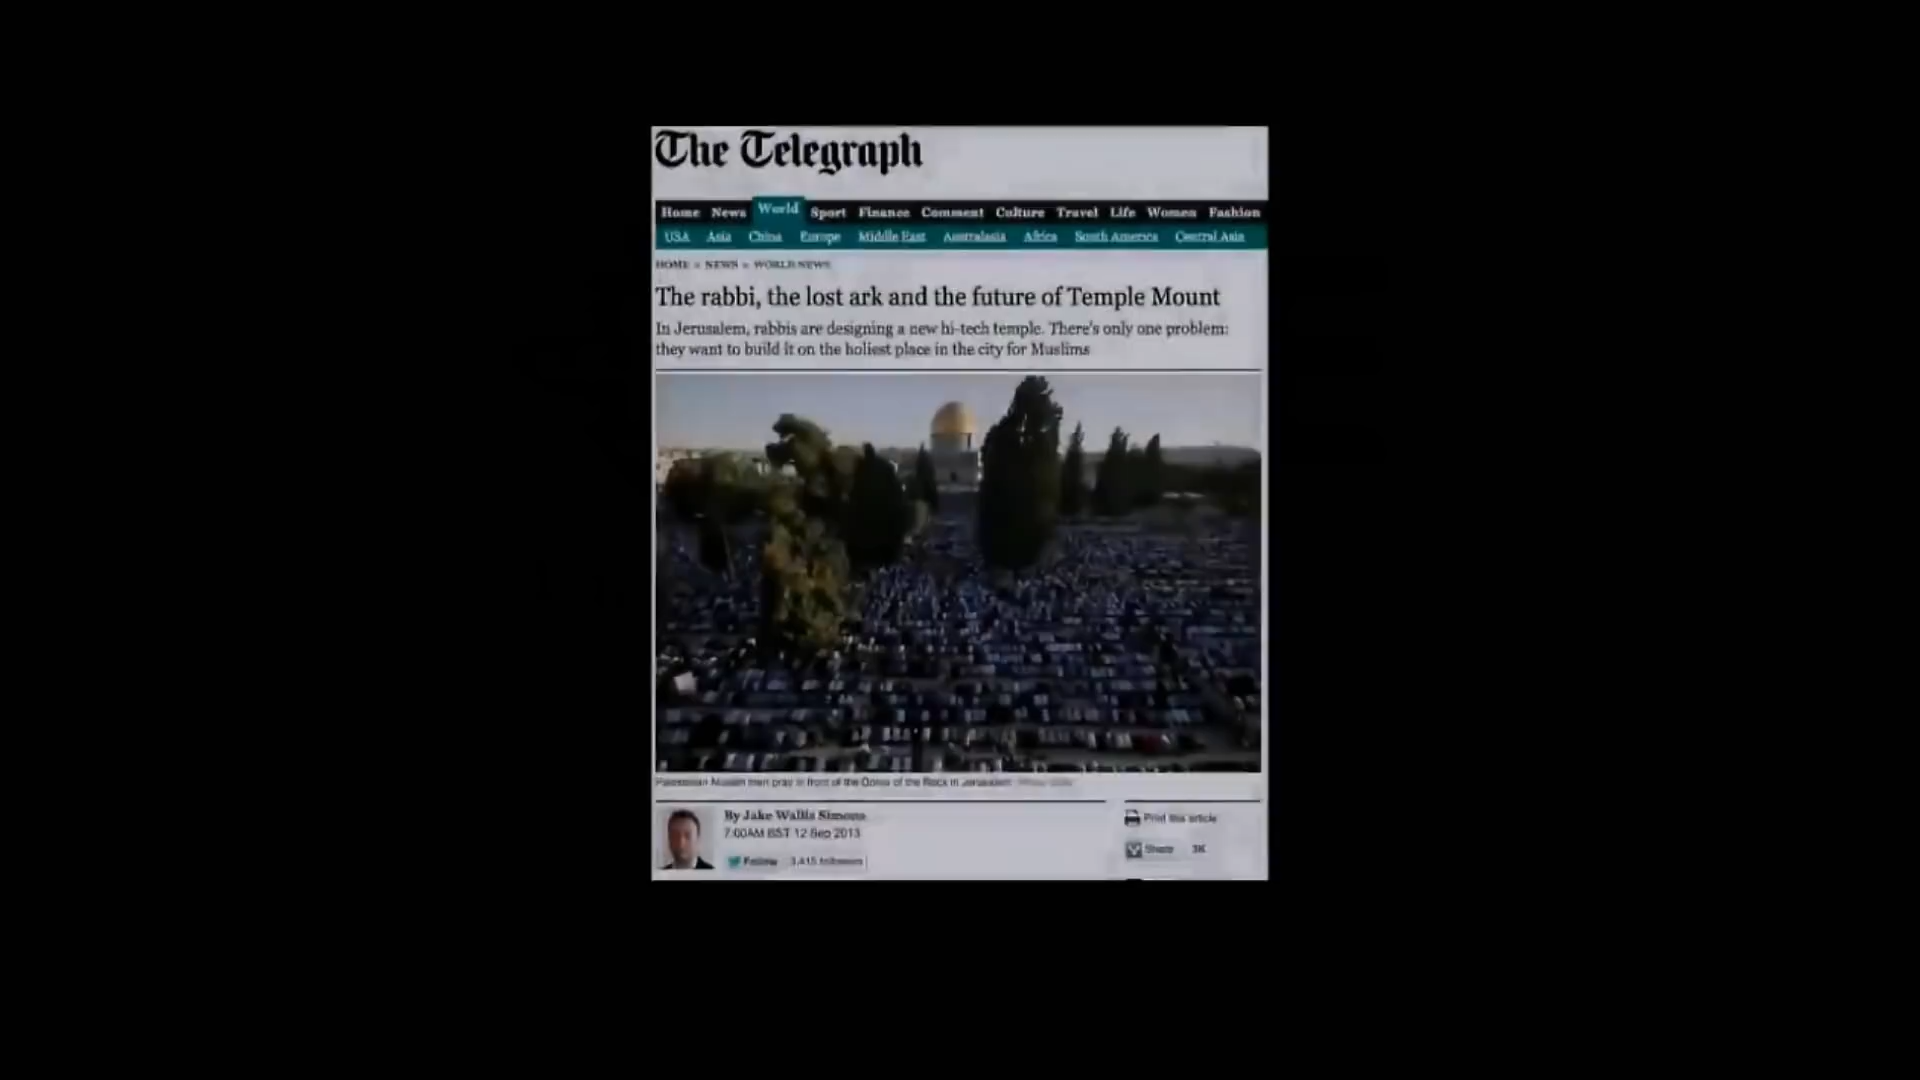 The Telegraph
Home News World Sport Finance Comment Culture Travel Life Women Fashion
USA Asia China Europe Middle East Australasia Africa South America Central Asia
HOME » NEWS » WORLD NEWS
The rabbi, the lost ark and the future of Temple Mount
In Jerusalem, rabbis are designing a new hi-tech temple. There's only one problem:
they want to build it on the holiest place in the city for Muslims
Palestinian Muslim men pray in front of the Dome of the Rock in Jerusalem
By Jake Wallis Simons
7:00AM BST 12 Sep 2013
Follow 3,415 followers
Print this article
Share 3K